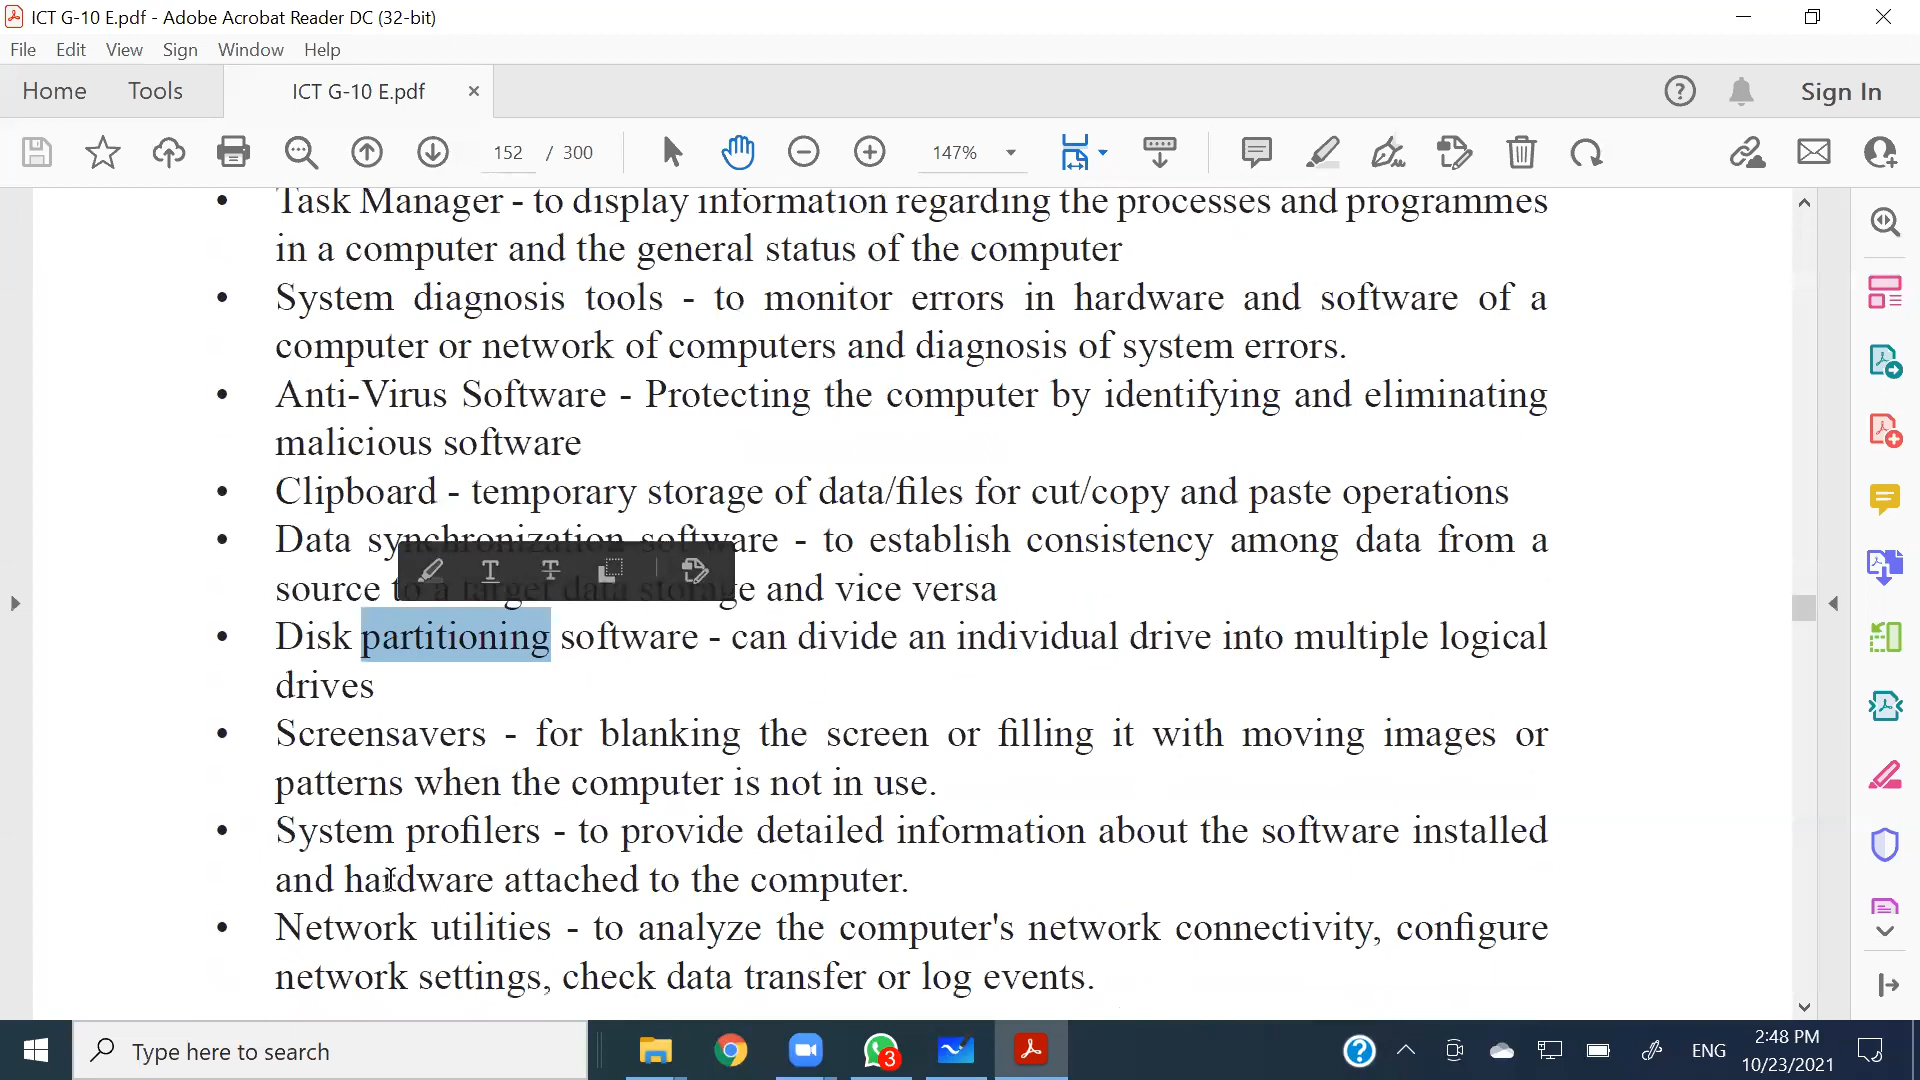 ICT G-10 E.pdf - Adobe Acrobat Reader DC (32-bit)
File Edit View Sign Window Help
Home Tools ICT G-10 E.pdf × ? Sign In
152 / 300 147%
• Task Manager - to display information regarding the processes and programmes
in a computer and the general status of the computer
• System diagnosis tools - to monitor errors in hardware and software of a
computer or network of computers and diagnosis of system errors.
• Anti-Virus Software - Protecting the computer by identifying and eliminating
malicious software
• Clipboard - temporary storage of data/files for cut/copy and paste operations
• Data synchronization software - to establish consistency among data from a
source to a target data storage and vice versa
• Disk partitioning software - can divide an individual drive into multiple logical
drives
• Screensavers - for blanking the screen or filling it with moving images or
patterns when the computer is not in use.
• System profilers - to provide detailed information about the software installed
and hardware attached to the computer.
• Network utilities - to analyze the computer's network connectivity, configure
network settings, check data transfer or log events.
Type here to search 3 ? ENG 2:48 PM
10/23/2021